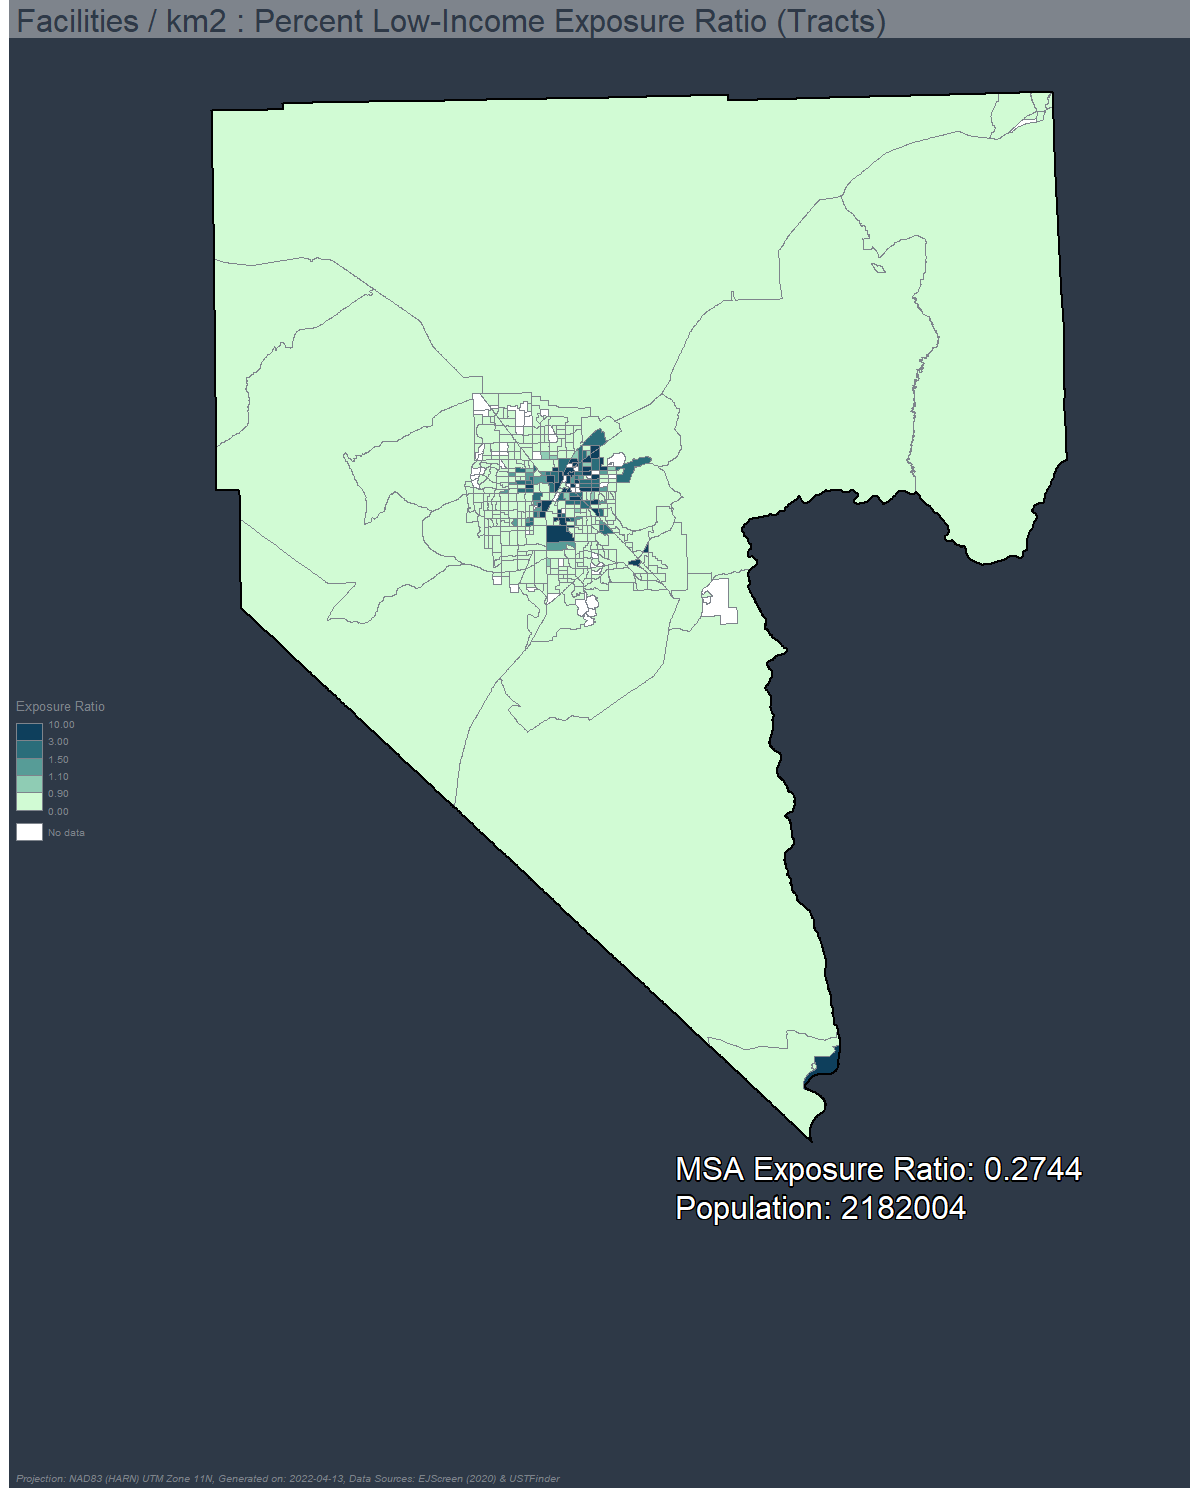 Facilities / km2 : Percent Low-Income Exposure Ratio (Tracts)
Exposure Ratio
10.00
3.00
1.50
1.10
0.90
0.00
No data
MSA Exposure Ratio: 0.2744
Population: 2182004
Projection: NAD83 (HARN) UTM Zone 11N, Generated on: 2022-04-13, Data Sources: EJScreen (2020) & USTFinder